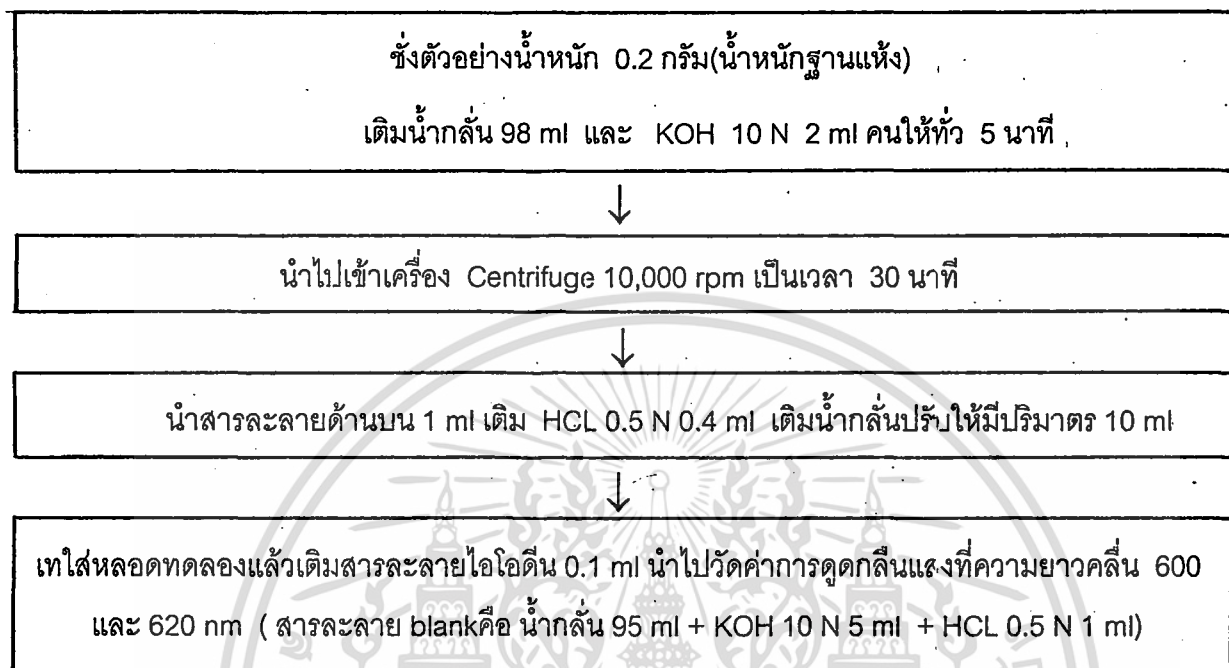 ชั่งตัวอย่างน้ำหนัก 0.2 กรัม(น้ำหนักฐานแห้ง)
เติมน้ำกลั่น 98 ml และ KOH 10 N 2 ml คนให้ทั่ว 5 นาที
↓
นำไปเข้าเครื่อง Centrifuge 10,000 rpm เป็นเวลา 30 นาที
↓
นำสารละลายด้านบน 1 ml เติม HCL 0.5 N 0.4 ml เติมน้ำกลั่นปรับให้มีปริมาตร 10 ml
↓
เทใส่หลอดทดลองแล้วเติมสารละลายไอโอดีน 0.1 ml นำไปวัดค่าการดูดกลืนแสงที่ความยาวคลื่น 600
และ 620 nm ( สารละลาย blankคือ น้ำกลั่น 95 ml + KOH 10 N 5 ml + HCL 0.5 N 1 ml)